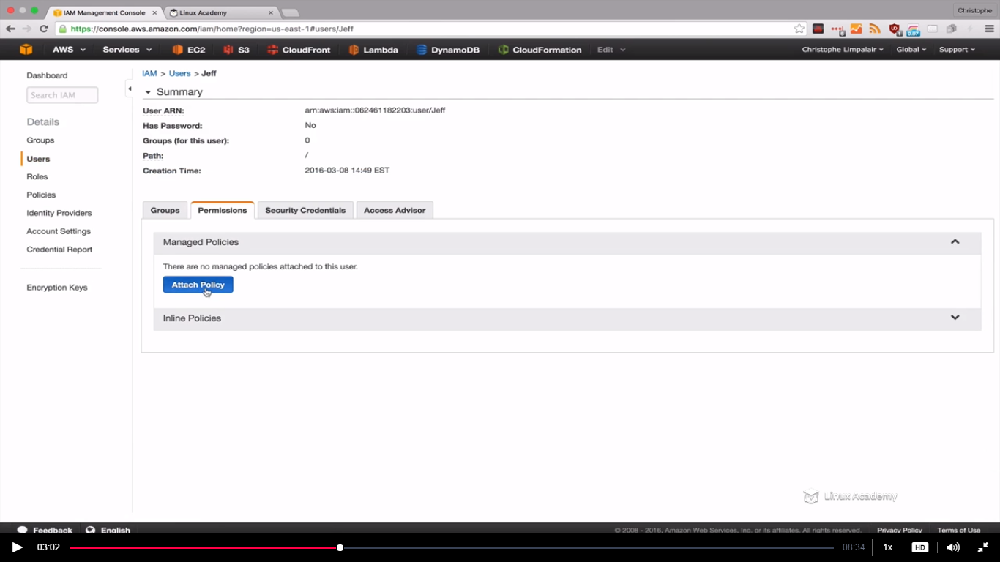 IAM Management Console
Linux Academy
Christophe
https://console.aws.amazon.com/iam/home?region=us-east-1#users/Jeff
AWS Services EC2 S3 CloudFront Lambda DynamoDB CloudFormation Edit Christophe Limpalair Global Support
Dashboard
Search IAM
Details
Groups
Users
Roles
Policies
Identity Providers
Account Settings
Credential Report
Encryption Keys
IAM > Users > Jeff
Summary
User ARN: arn:aws:iam::062461182203:user/Jeff
Has Password: No
Groups (for this user): 0
Path: /
Creation Time: 2016-03-08 14:49 EST
Groups Permissions Security Credentials Access Advisor
Managed Policies
There are no managed policies attached to this user.
Attach Policy
Inline Policies
Linux Academy
Feedback English © 2008 - 2016, Amazon Web Services, Inc. or its affiliates. All rights reserved. Privacy Policy Terms of Use
03:02 08:34 1x HD